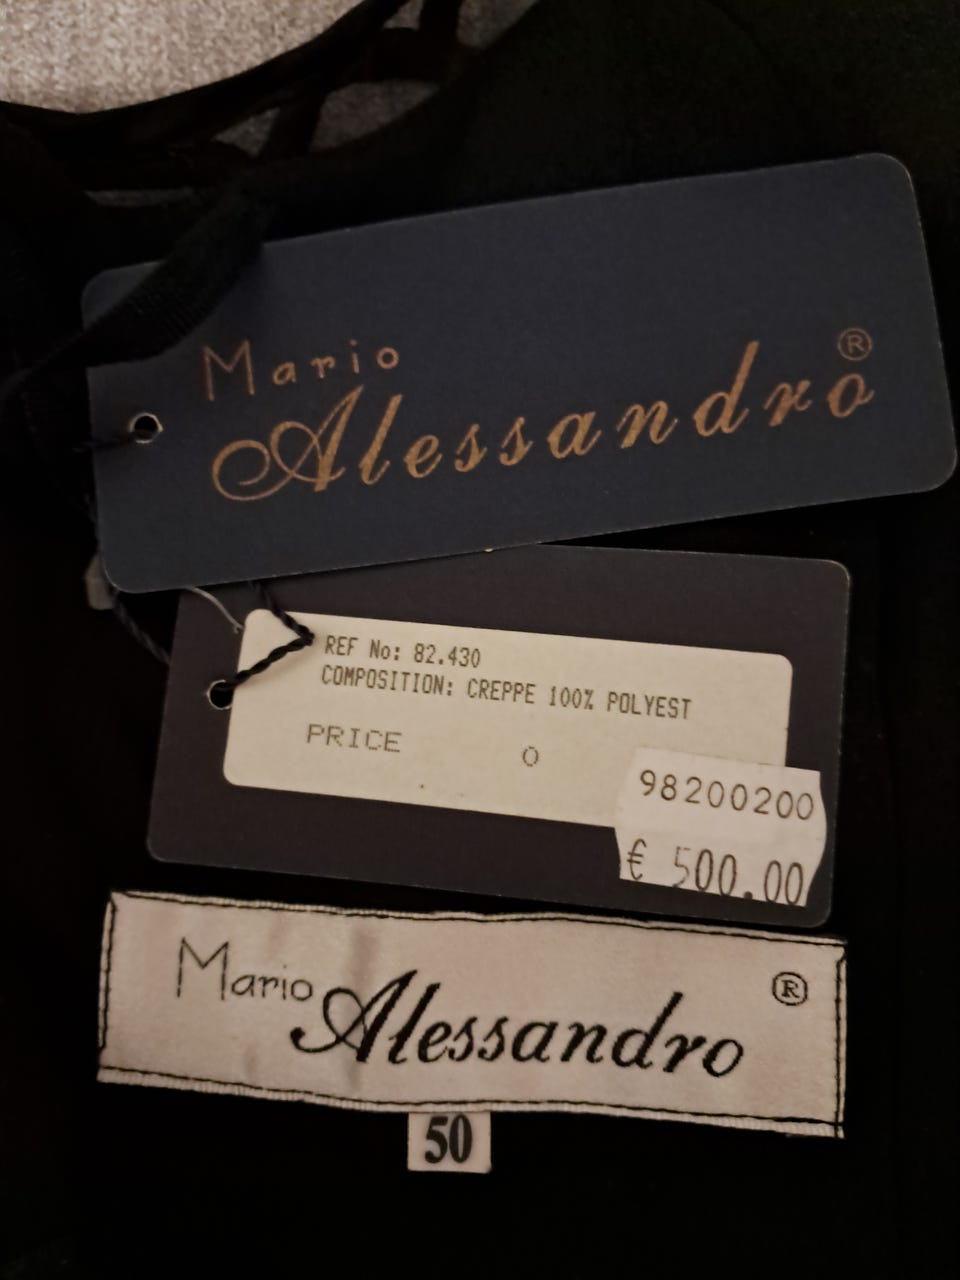 Mario
Alessandro ®
REF No: 82.430
COMPOSITION: CREPPE 100% POLYEST
PRICE 0
98200200
€ 500.00
Mario Alessandro ®
50